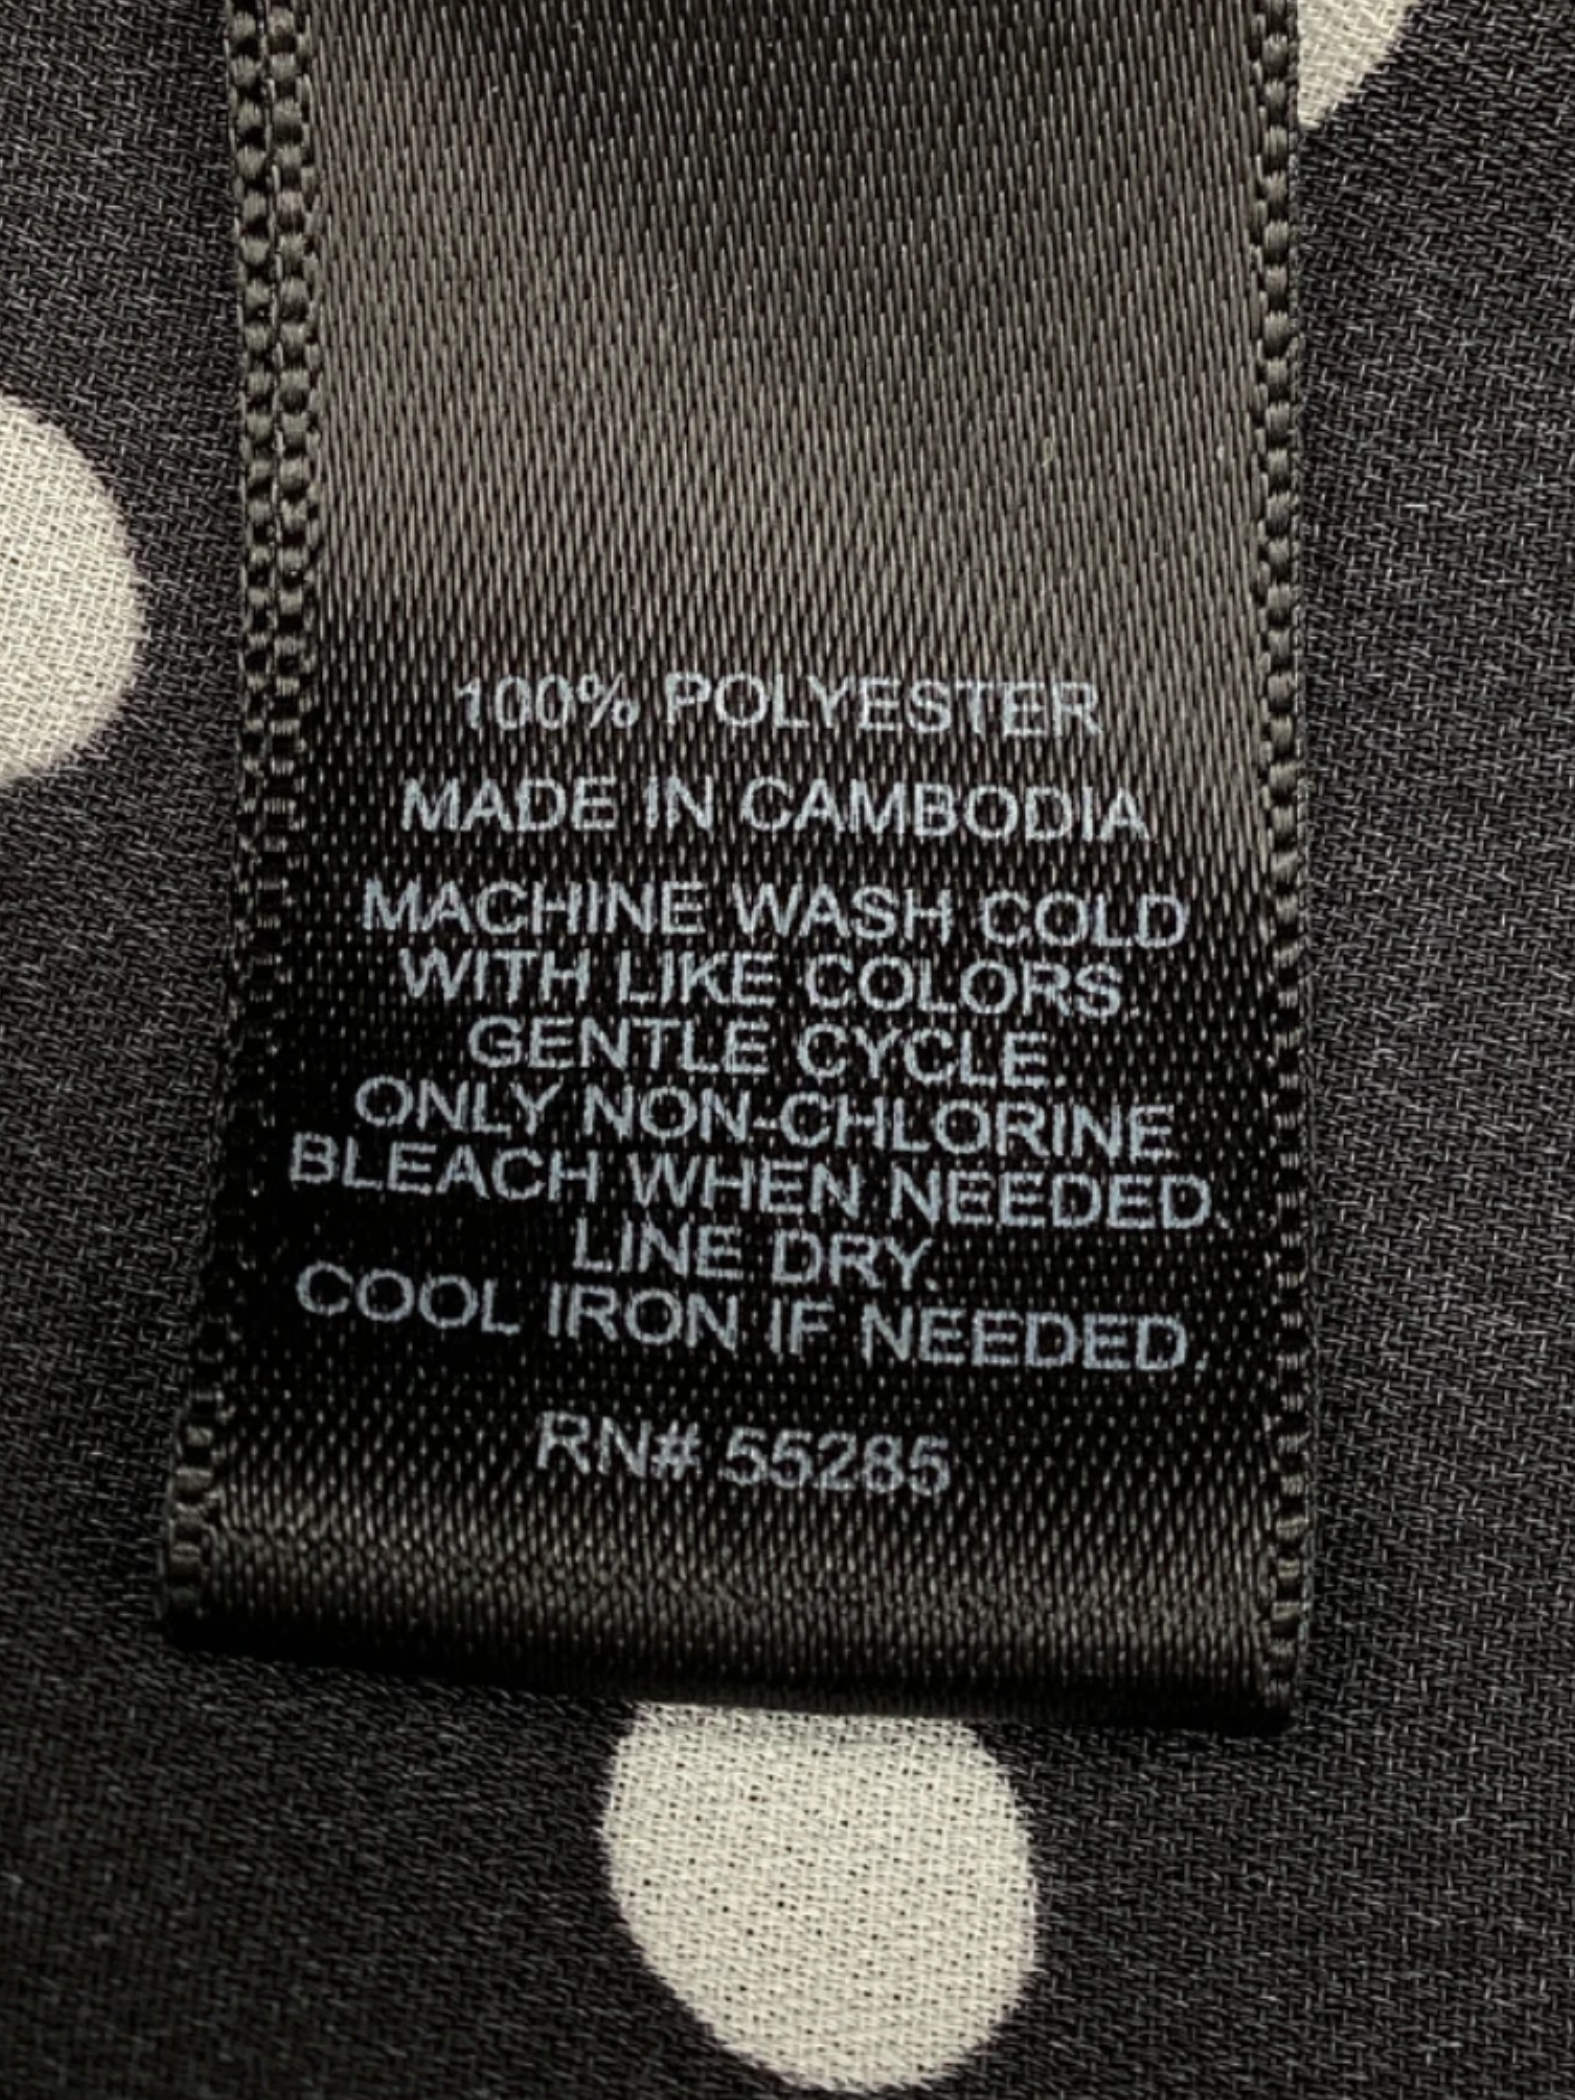 100% POLYESTER
MADE IN CAMBODIA
MACHINE WASH COLD
WITH LIKE COLORS.
GENTLE CYCLE.
ONLY NON-CHLORINE
BLEACH WHEN NEEDED.
LINE DRY.
COOL IRON IF NEEDED.
RN# 55285